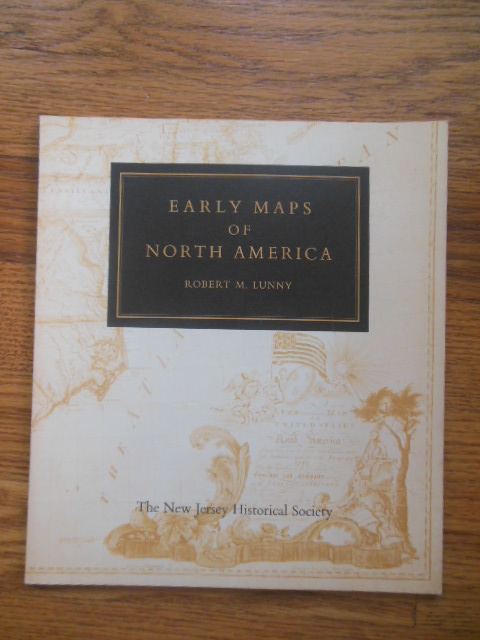 EARLY MAPS
OF
NORTH AMERICA
ROBERT M. LUNNY
The New Jersey Historical Society